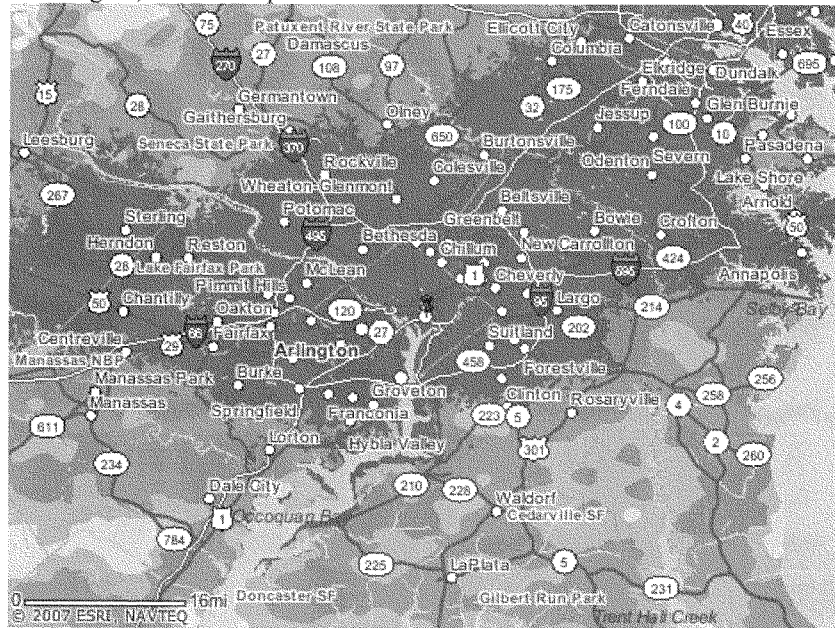 75
Patuxent River State Park
Ellicott City
Catonsville
40
Essex
27
Damascus
Columbia
270
108
97
695
Elkridge
Dundalk
15
175
Ferndale
28
Germantown
32
Glen Burnie
Gaithersburg
Olney
Jessup
100
10
Leesburg
Seneca State Park
370
650
Burtonsville
Pasadena
Rockville
Colesville
Odenton
Severn
Wheaton-Glenmont
Lake Shore
267
Beltsville
Arnold
Sterling
Potomac
Greenbelt
Bowie
Crofton
50
495
Bethesda
Herndon
Reston
Chillum
New Carrollton
28
Lake Fairfax Park
McLean
424
1
Cheverly
595
Annapolis
Pimmit Hills
50
Chantilly
Oakton
95
Largo
120
214
Selby Bay
66
27
202
Centreville
29
Fairfax
Suitland
Manassas NBP
Arlington
458
Forestville
Manassas Park
Burke
Groveton
256
Clinton
258
Manassas
Springfield
Franconia
223
5
Rosaryville
4
611
Lorton
Hybla Valley
301
2
234
260
Dale City
210
228
Waldorf
1
Occoquan Bay
Cedarville SF
784
225
LaPlata
5
231
Doncaster SF
Gilbert Run Park
0
16mi
© 2007 ESRI, NAVTEQ
Trent Hall Creek